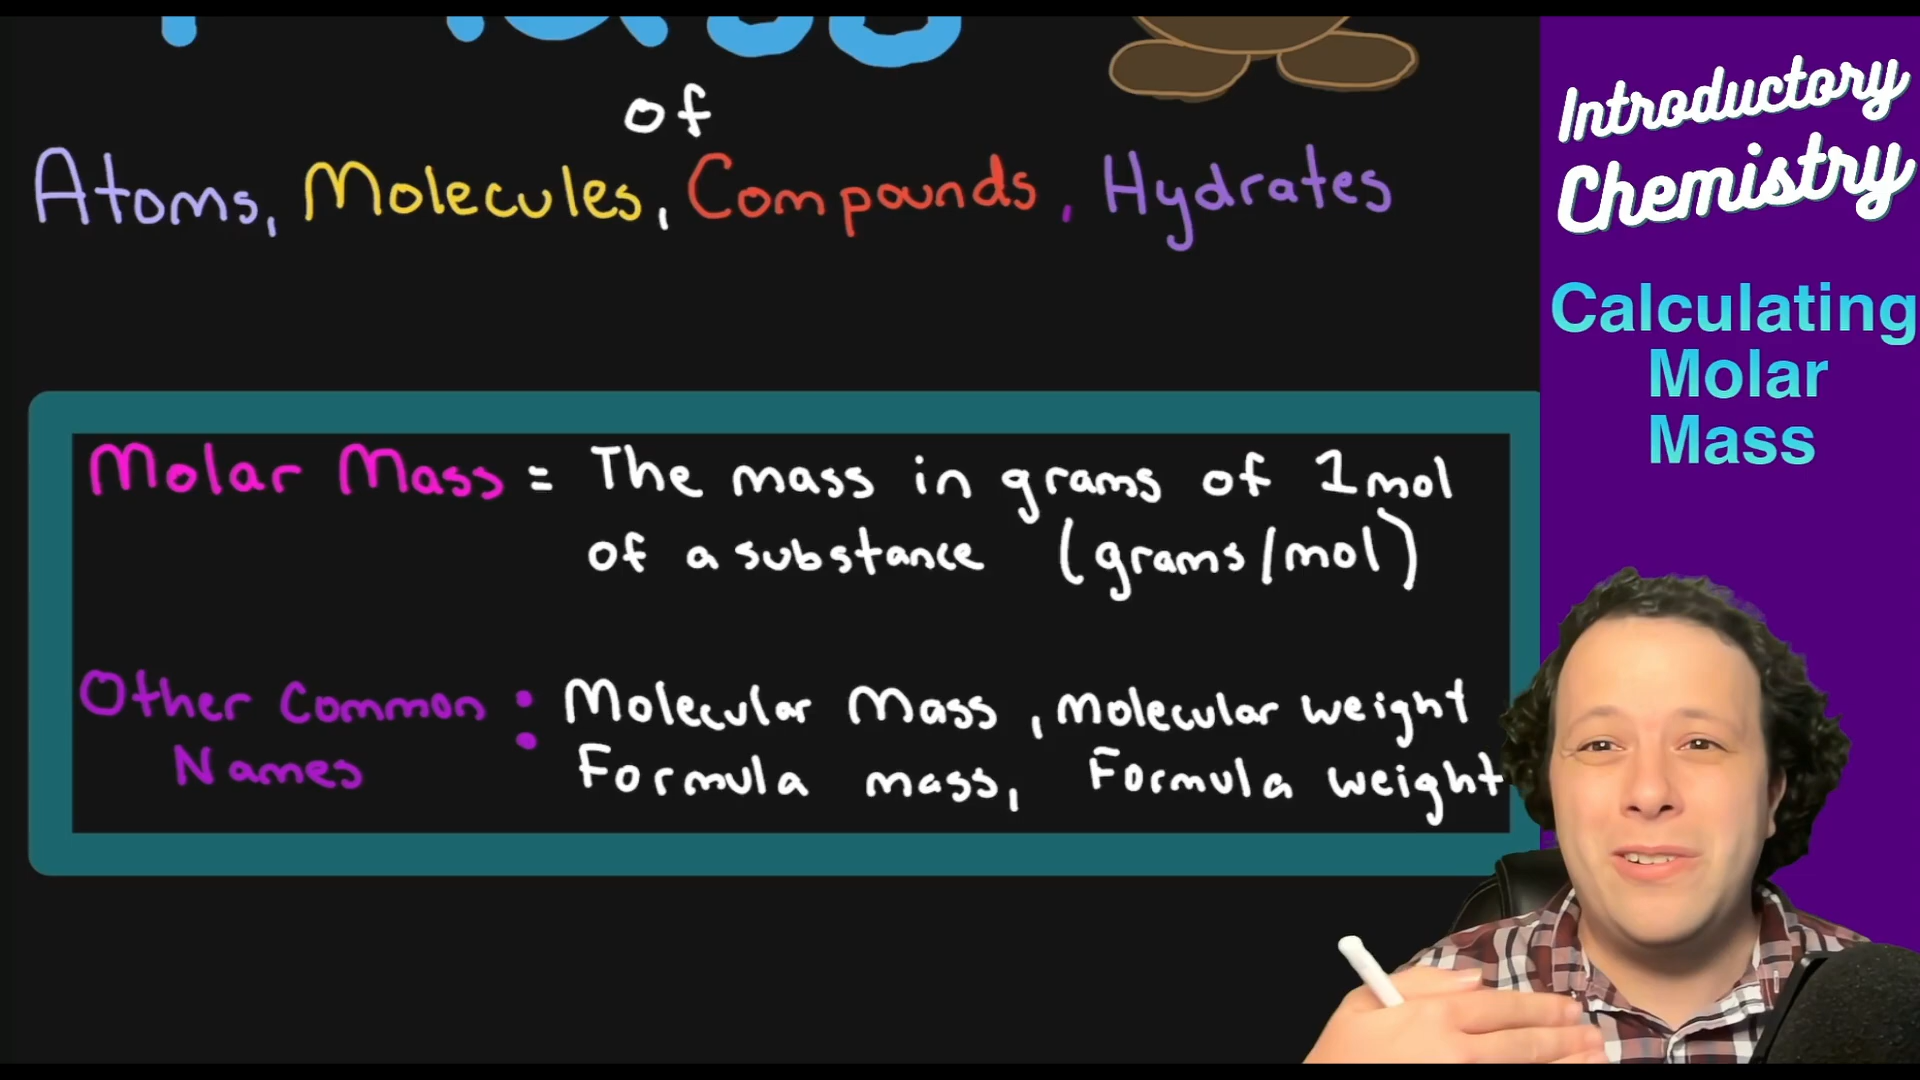 of
Atoms, Molecules, Compounds, Hydrates
Molar Mass = The mass in grams of 1 mol
of a substance (grams/mol)
Other Common Names : Molecular Mass, Molecular weight
Formula mass, Formula weight
Introductory
Chemistry
Calculating
Molar
Mass